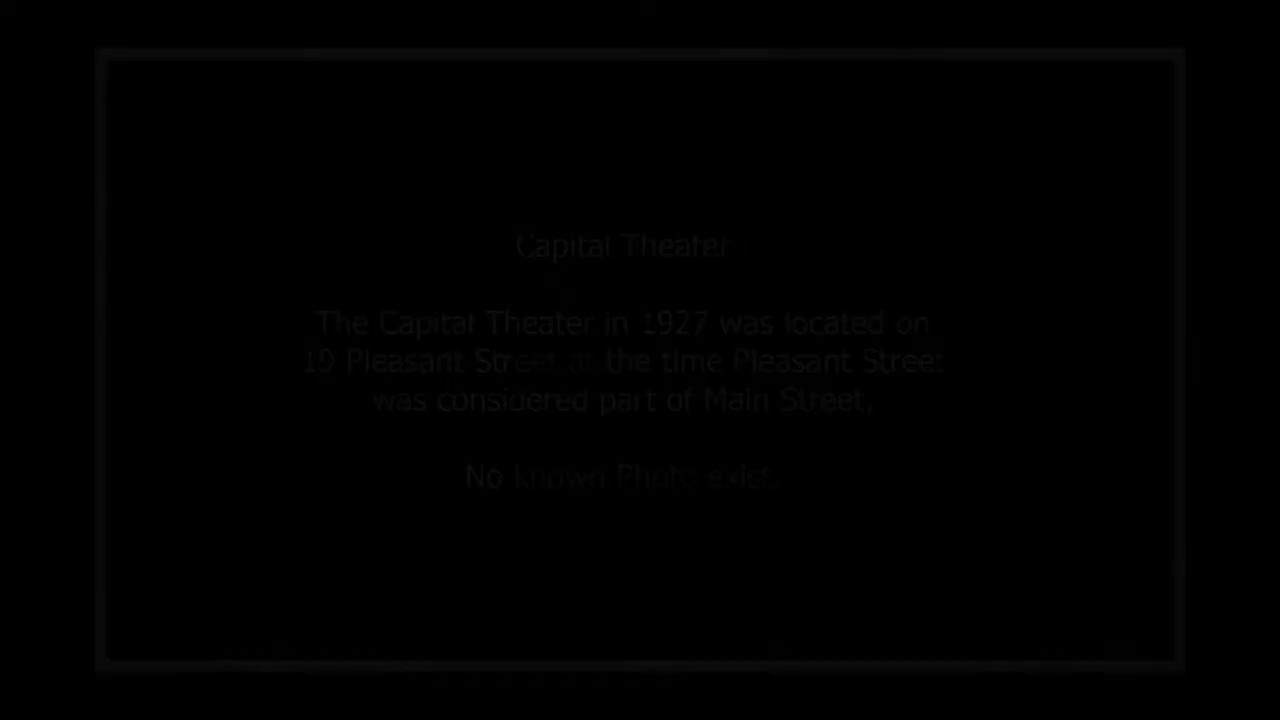 Capital Theater
The Capital Theater in 1927 was located on
19 Pleasant Street at the time Pleasant Street
was considered part of Main Street.
No known Photo exist.